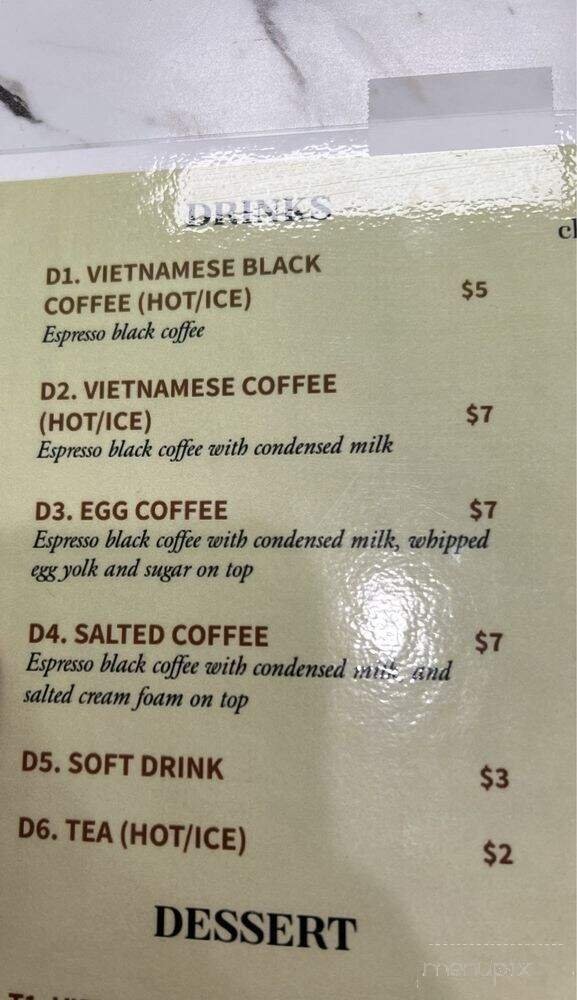 DRINKS
D1. VIETNAMESE BLACK
COFFEE (HOT/ICE)
$5
Espresso black coffee
D2. VIETNAMESE COFFEE
(HOT/ICE)
$7
Espresso black coffee with condensed milk
D3. EGG COFFEE
$7
Espresso black coffee with condensed milk, whipped
egg yolk and sugar on top
D4. SALTED COFFEE
$7
Espresso black coffee with condensed milk and
salted cream foam on top
D5. SOFT DRINK
$3
D6. TEA (HOT/ICE)
$2
DESSERT
menupix